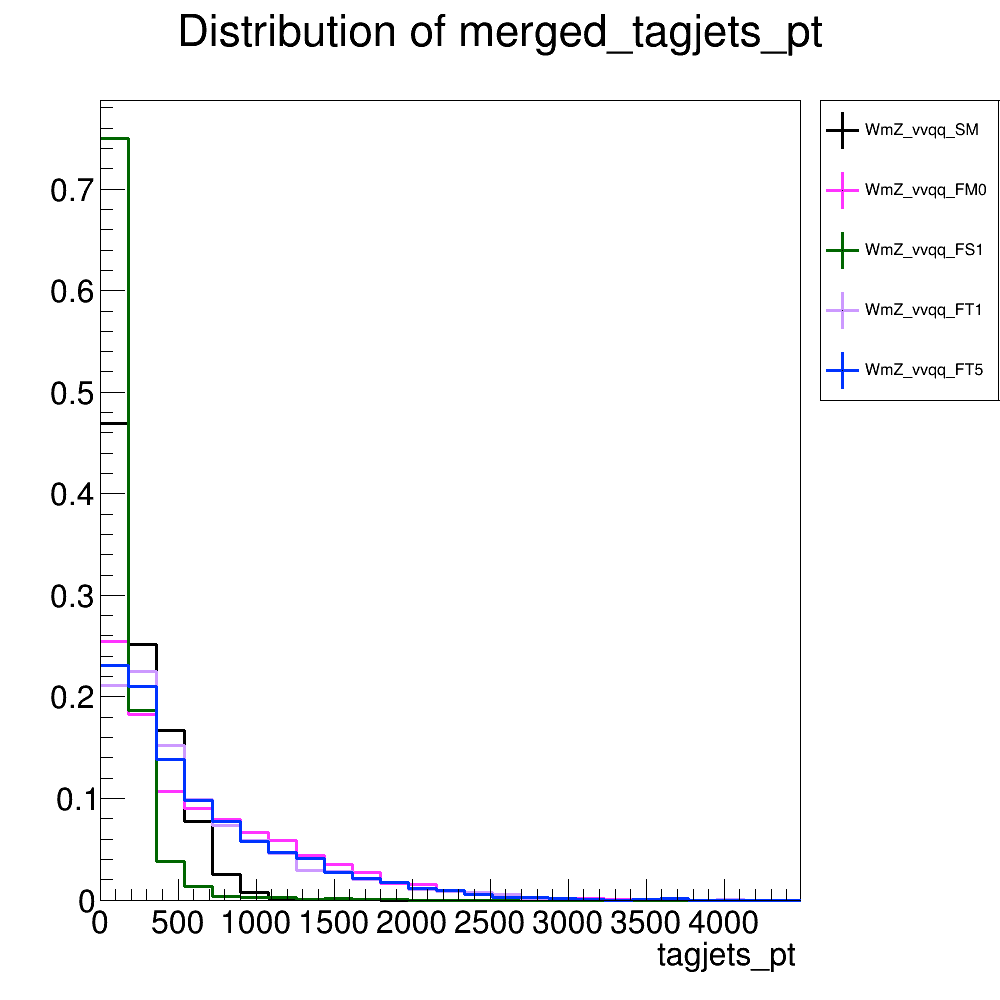 Distribution of merged_tagjets_pt
WmZ_vvqq_SM
WmZ_vvqq_FM0
WmZ_vvqq_FS1
WmZ_vvqq_FT1
WmZ_vvqq_FT5
0.7
0.6
0.5
0.4
0.3
0.2
0.1
0
0 500 1000 1500 2000 2500 3000 3500 4000
tagjets_pt